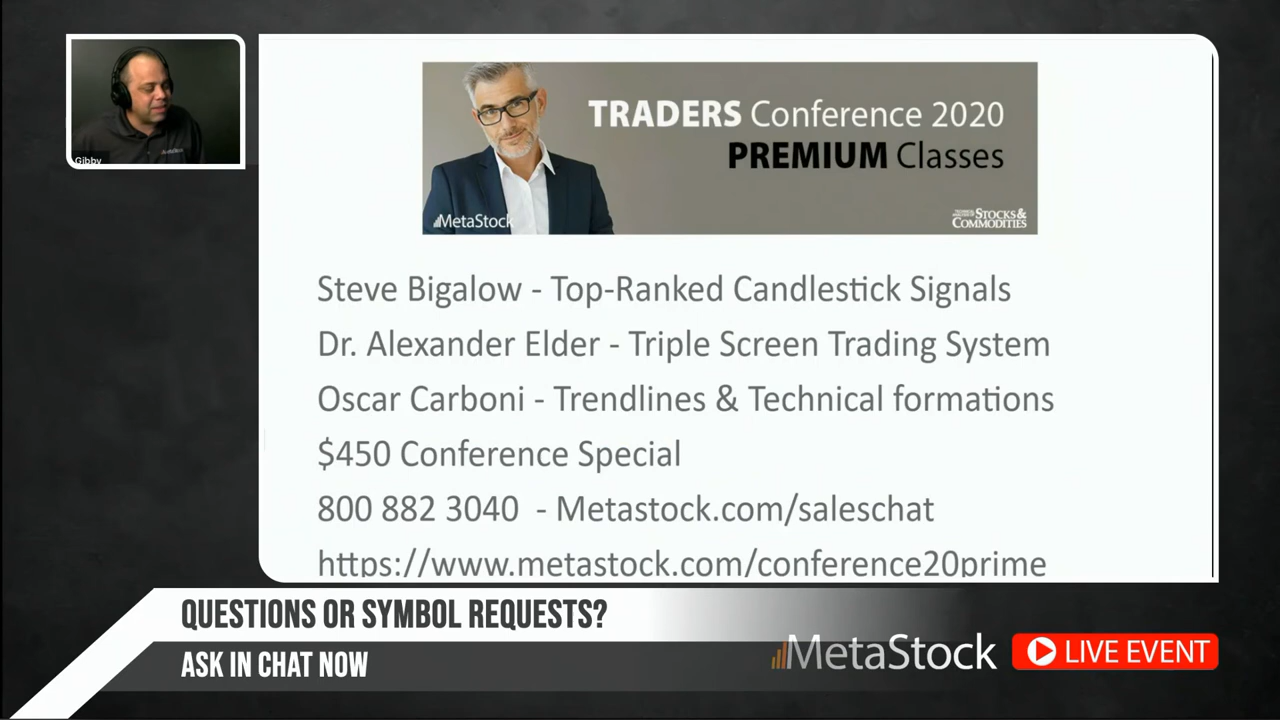 Gibby
TRADERS Conference 2020
PREMIUM Classes
MetaStock
STOCKS &
COMMODITIES
Steve Bigalow - Top-Ranked Candlestick Signals
Dr. Alexander Elder - Triple Screen Trading System
Oscar Carboni - Trendlines & Technical formations
$450 Conference Special
800 882 3040 - Metastock.com/saleschat
https://www.metastock.com/conference20prime
QUESTIONS OR SYMBOL REQUESTS?
ASK IN CHAT NOW
MetaStock
LIVE EVENT